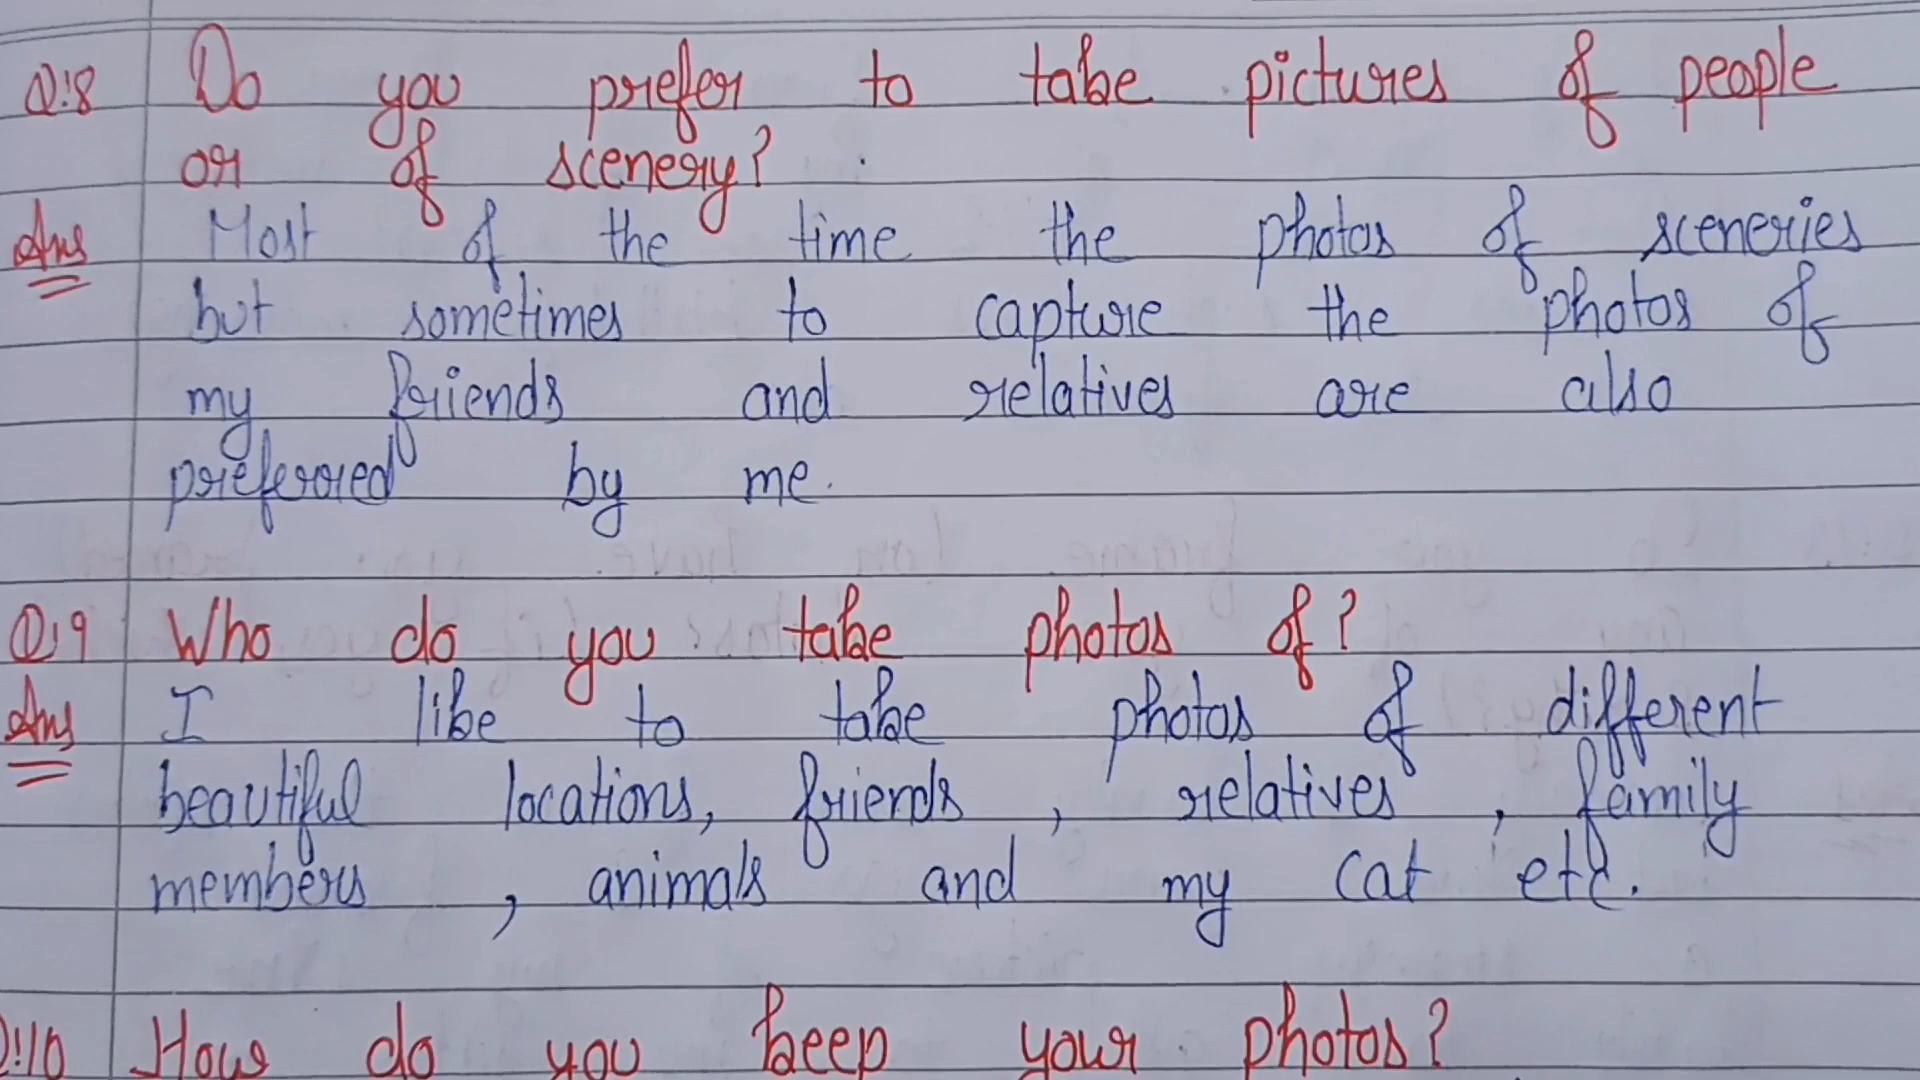 Q:8 Do you prefer to take pictures of people
or of scenery?
Ans Most of the time the photos of sceneries
but sometimes to capture the photos of
my friends and relatives are also
preferred by me.
Q:9 Who do you take photos of?
Ans I like to take photos of different
beautiful locations, friends, relatives, family
members, animals and my cat etc.
Q:10 How do you keep your photos?